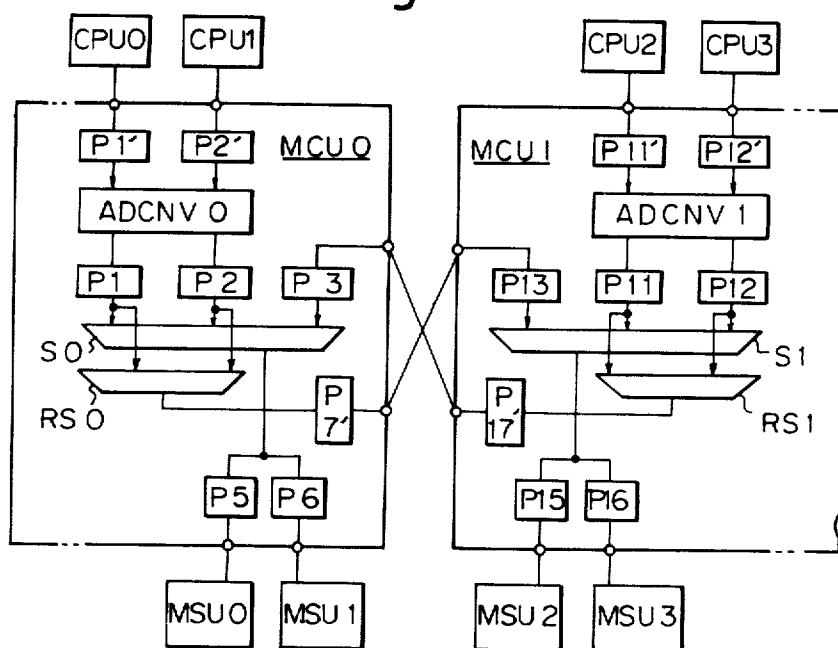 CPU0 CPU1 CPU2 CPU3
P1' P2' MCU0 MCU1 P11' P12'
ADCNV 0 ADCNV 1
P1 P2 P3 P13 P11 P12
S0 S1
RS0 P7' P17' RS1
P5 P6 P15 P16
MSU0 MSU1 MSU2 MSU3